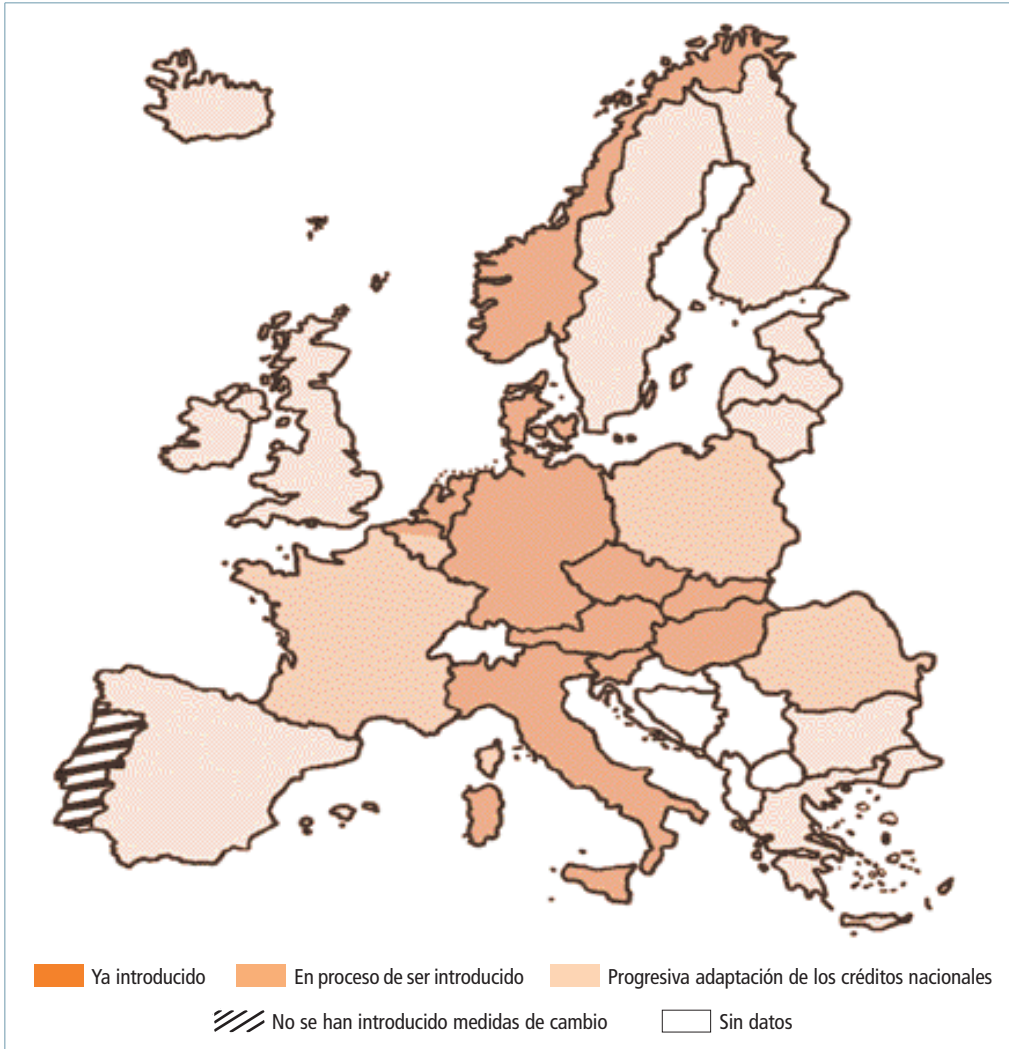 Ya introducido En proceso de ser introducido Progresiva adaptación de los créditos nacionales
No se han introducido medidas de cambio Sin datos